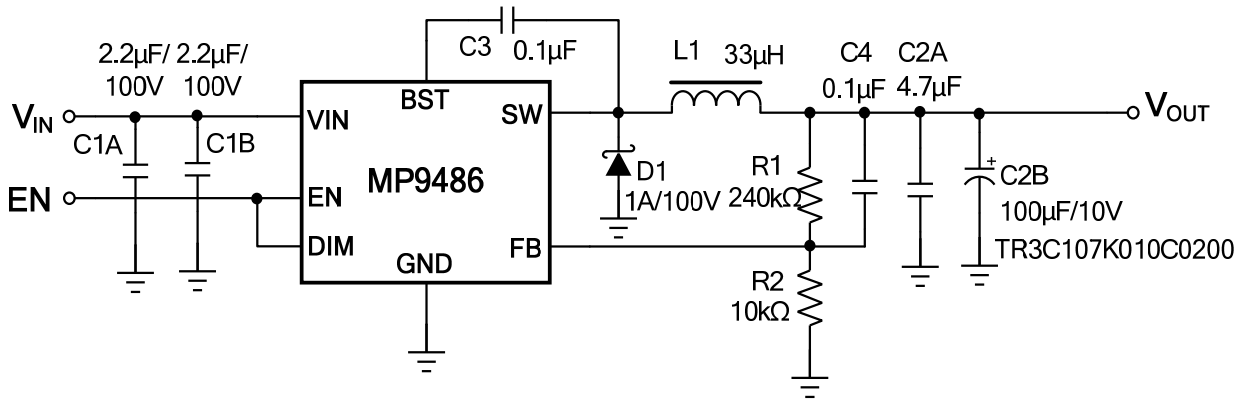 C3 0.1µF
2.2µF/ 2.2µF/
100V 100V
L1 33µH
C4 C2A
0.1µF 4.7µF
VIN
C1A C1B
VIN
BST
SW
VOUT
MP9486
D1
1A/100V
R1
240kΩ
C2B
+
100µF/10V
TR3C107K010C0200
EN
EN
DIM
GND
FB
R2
10kΩ